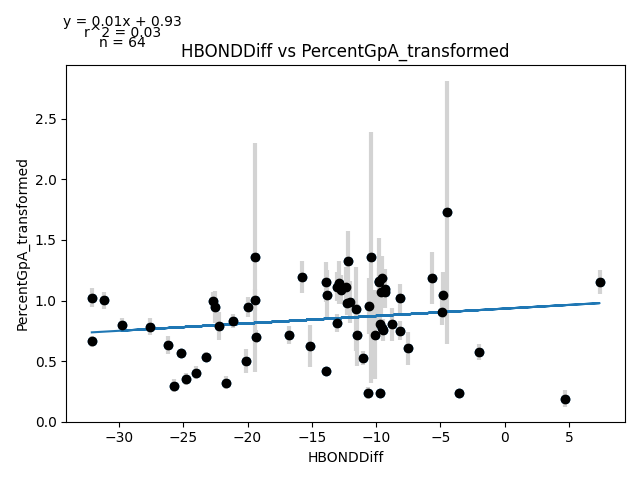 y = 0.01x + 0.93
r^2 = 0.03
n = 64
HBONDDiff vs PercentGpA_transformed
PercentGpA_transformed
2.5
2.0
1.5
1.0
0.5
0.0
−30
−25
−20
−15
−10
−5
0
5
HBONDDiff